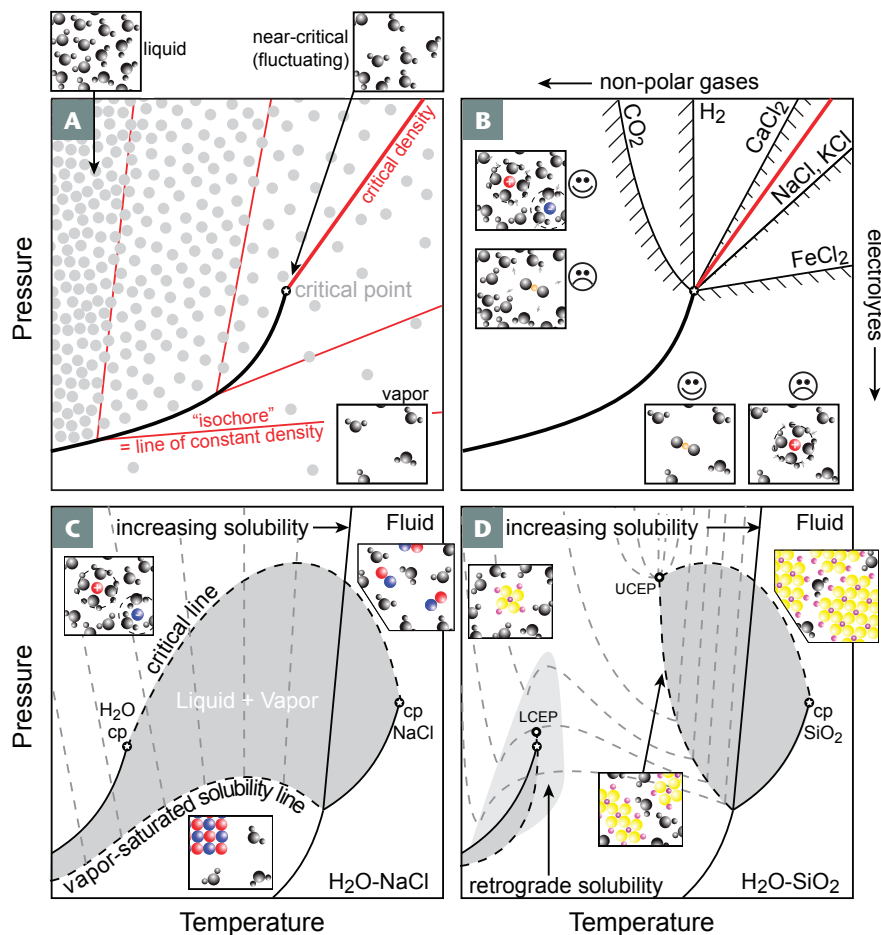 liquid
near-critical
(fluctuating)
A
critical density
critical point
vapor
"isochore"
= line of constant density
Pressure
non-polar gases
B
CO2
H2
CaCl2
NaCl, KCl
FeCl2
electrolytes
+
+
C
increasing solubility
Fluid
+
+
critical line
Liquid + Vapor
H2O
cp
cp
NaCl
vapor-saturated solubility line
H2O-NaCl
Pressure
Temperature
D
increasing solubility
Fluid
UCEP
LCEP
cp
SiO2
retrograde solubility
H2O-SiO2
Temperature